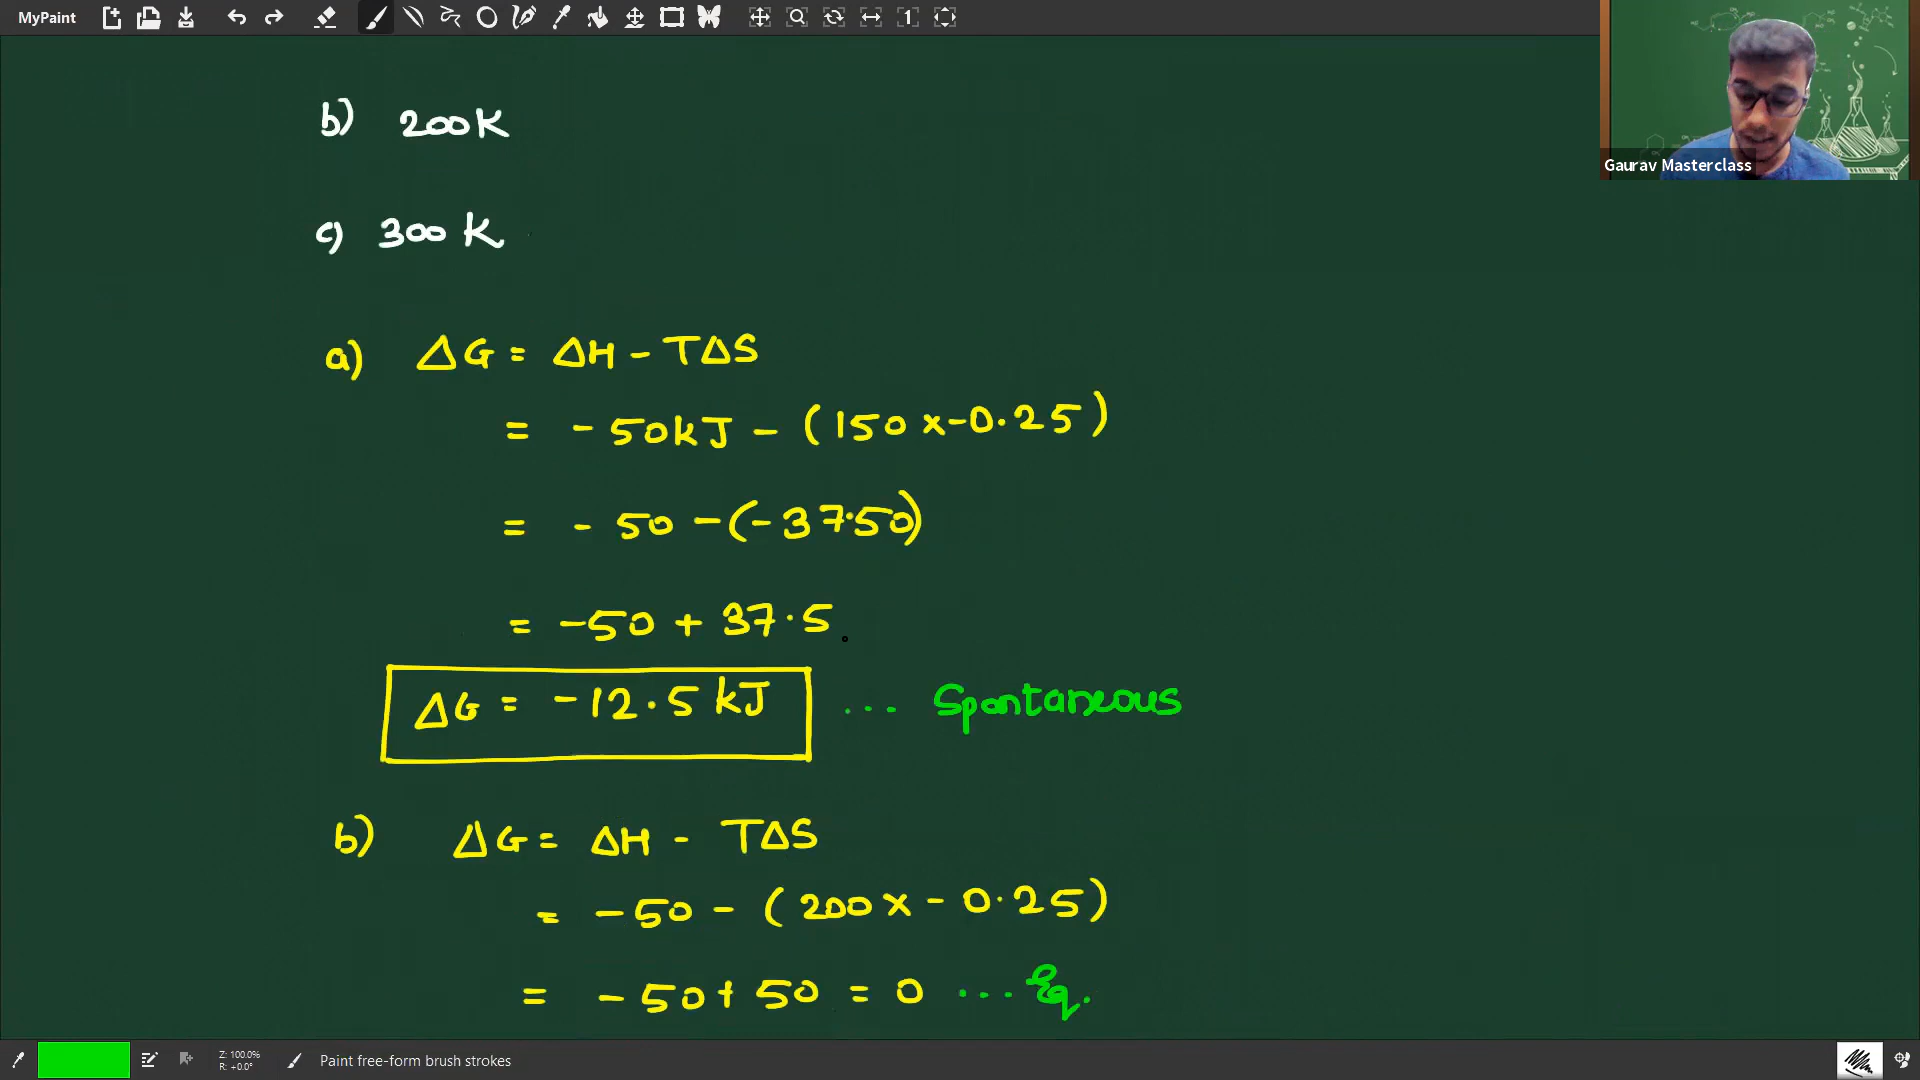 MyPaint
Gaurav Masterclass
b) 200K
c) 300 K
a) ΔG = ΔH - TΔS
= - 50kJ - (150 x -0.25)
= - 50 - (-37.50)
= -50 + 37.5
ΔG = -12.5 kJ ... Spontaneous
b) ΔG = ΔH - TΔS
= -50 - (200 x - 0.25)
= -50 + 50 = 0 ... Eq.
Z: 100.0%
R: +0.0°
Paint free-form brush strokes